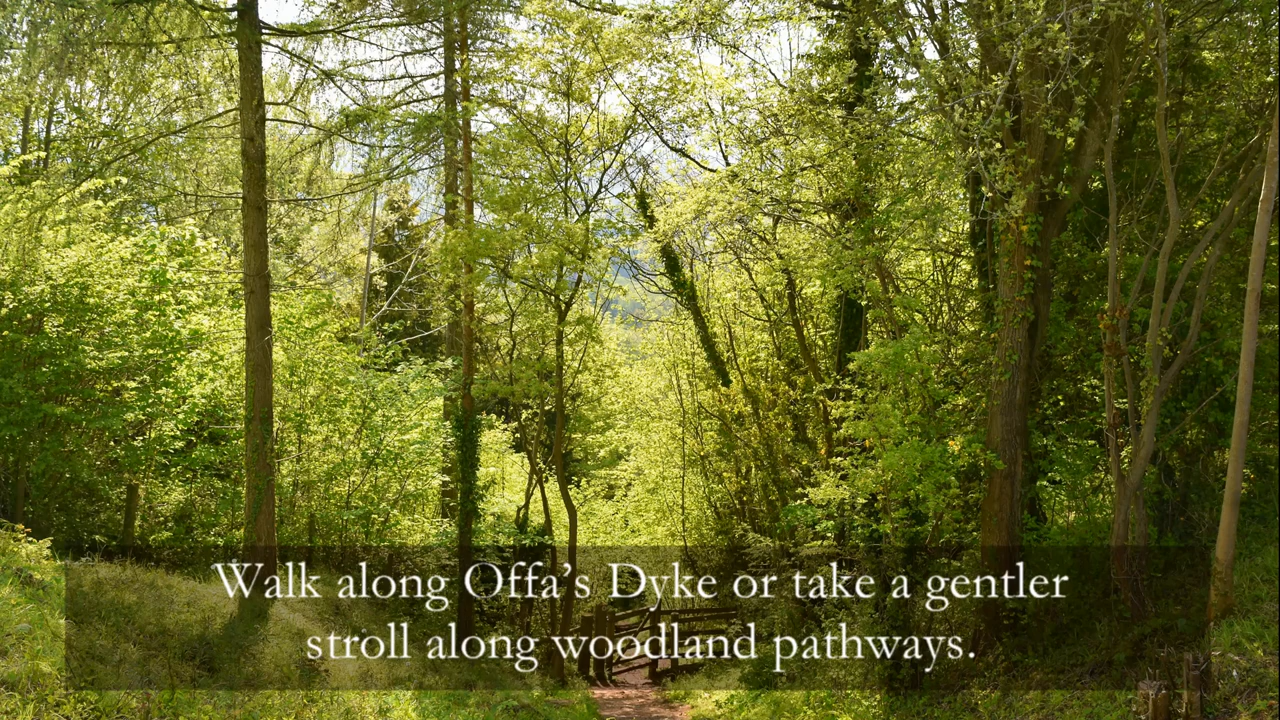 Walk along Offa's Dyke or take a gentler
stroll along woodland pathways.